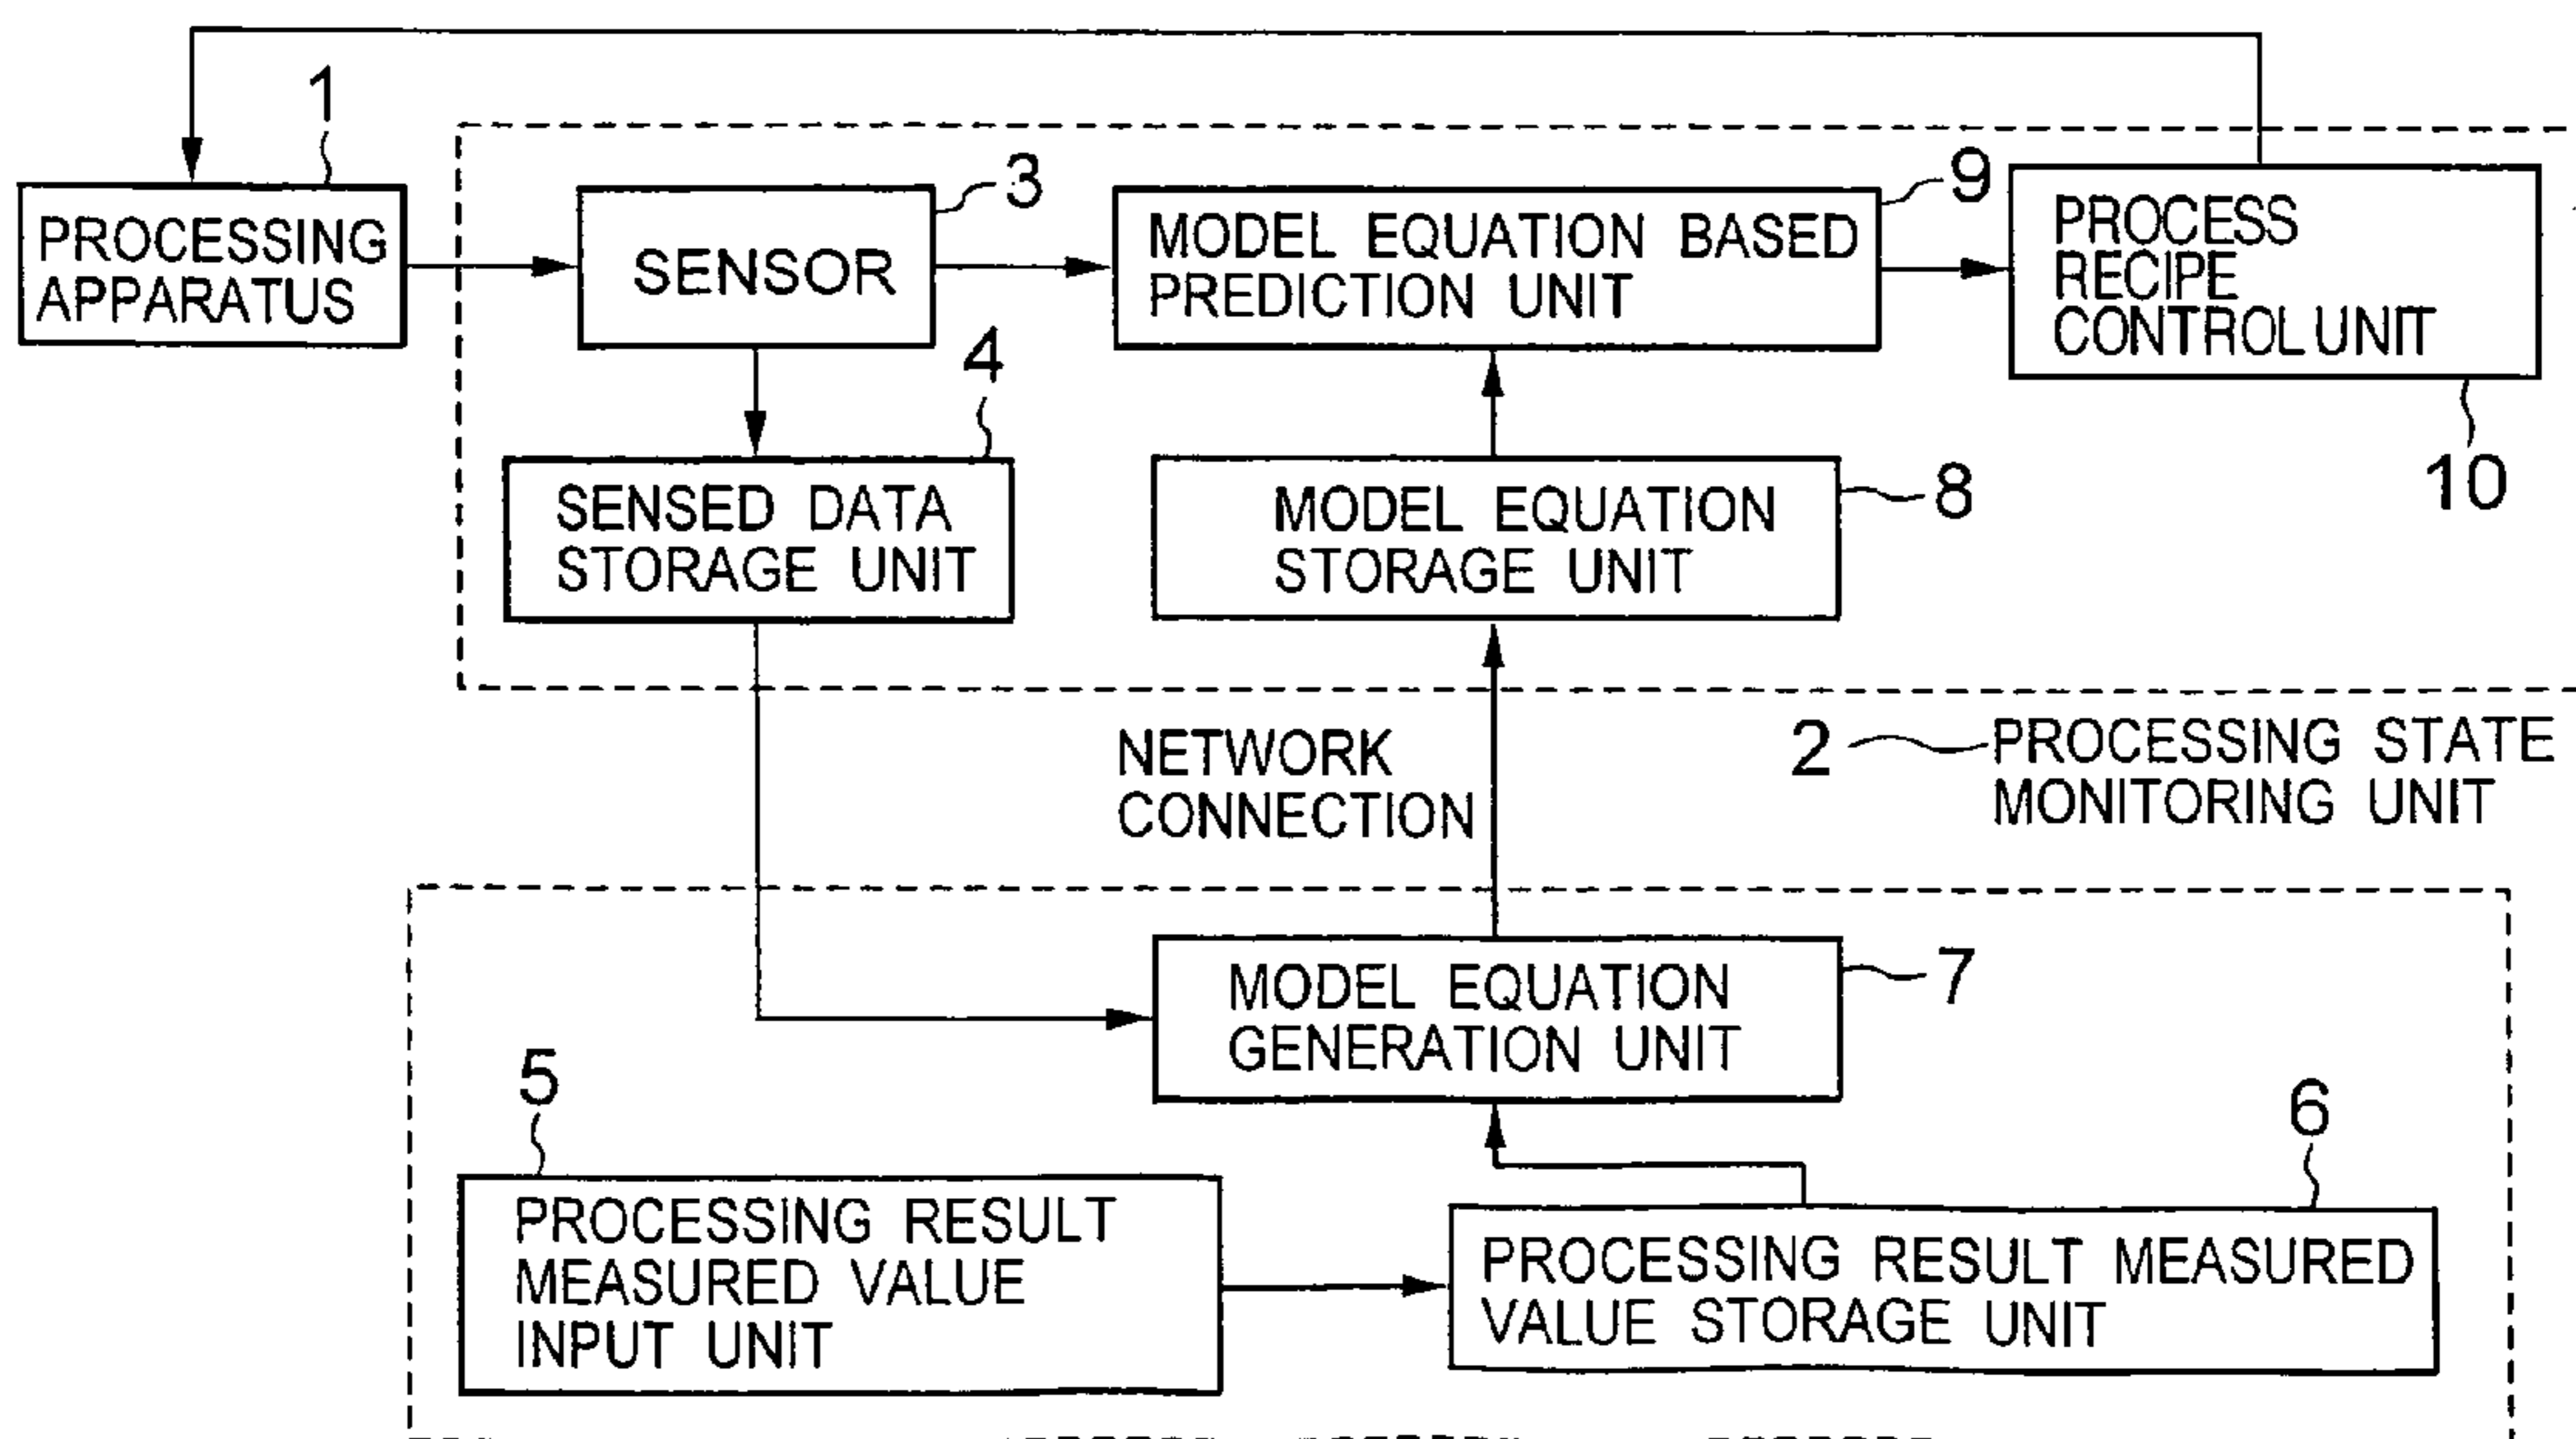 1
PROCESSING
APPARATUS
3
SENSOR
9
MODEL EQUATION BASED
PREDICTION UNIT
PROCESS
RECIPE
CONTROL UNIT
10
4
SENSED DATA
STORAGE UNIT
8
MODEL EQUATION
STORAGE UNIT
NETWORK
CONNECTION
2 PROCESSING STATE
MONITORING UNIT
7
MODEL EQUATION
GENERATION UNIT
5
PROCESSING RESULT
MEASURED VALUE
INPUT UNIT
6
PROCESSING RESULT MEASURED
VALUE STORAGE UNIT